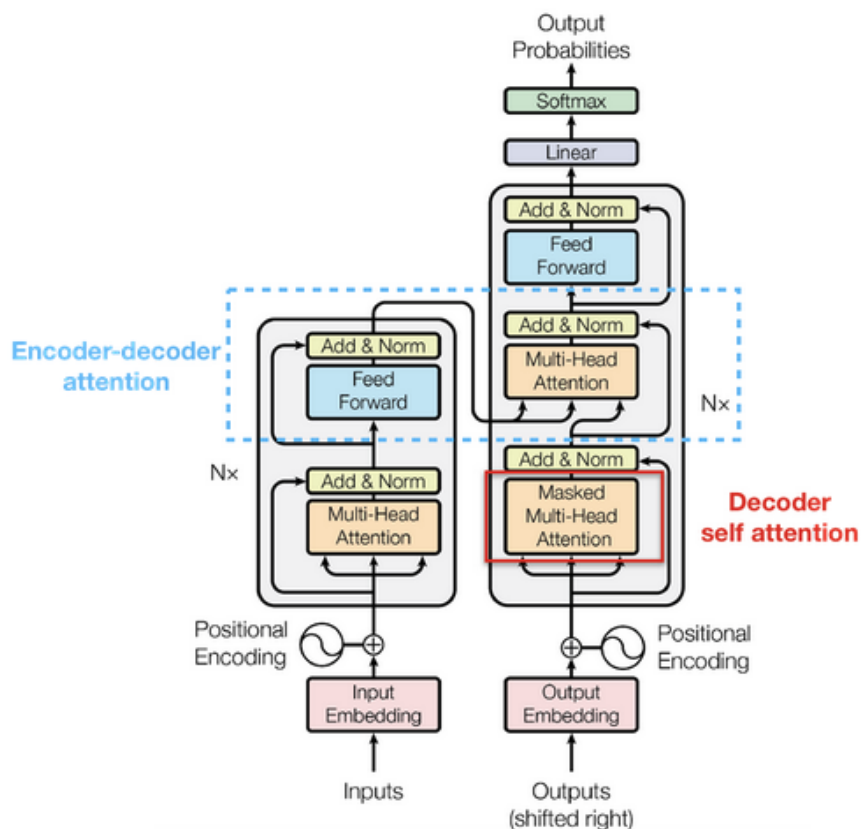 Output
Probabilities
Softmax
Linear
Add & Norm
Feed
Forward
Add & Norm
Multi-Head
Attention
Nx
Add & Norm
Masked
Multi-Head
Attention
Decoder
self attention
Encoder-decoder
attention
Add & Norm
Feed
Forward
Nx
Add & Norm
Multi-Head
Attention
Positional
Encoding
Positional
Encoding
Input
Embedding
Output
Embedding
Inputs
Outputs
(shifted right)